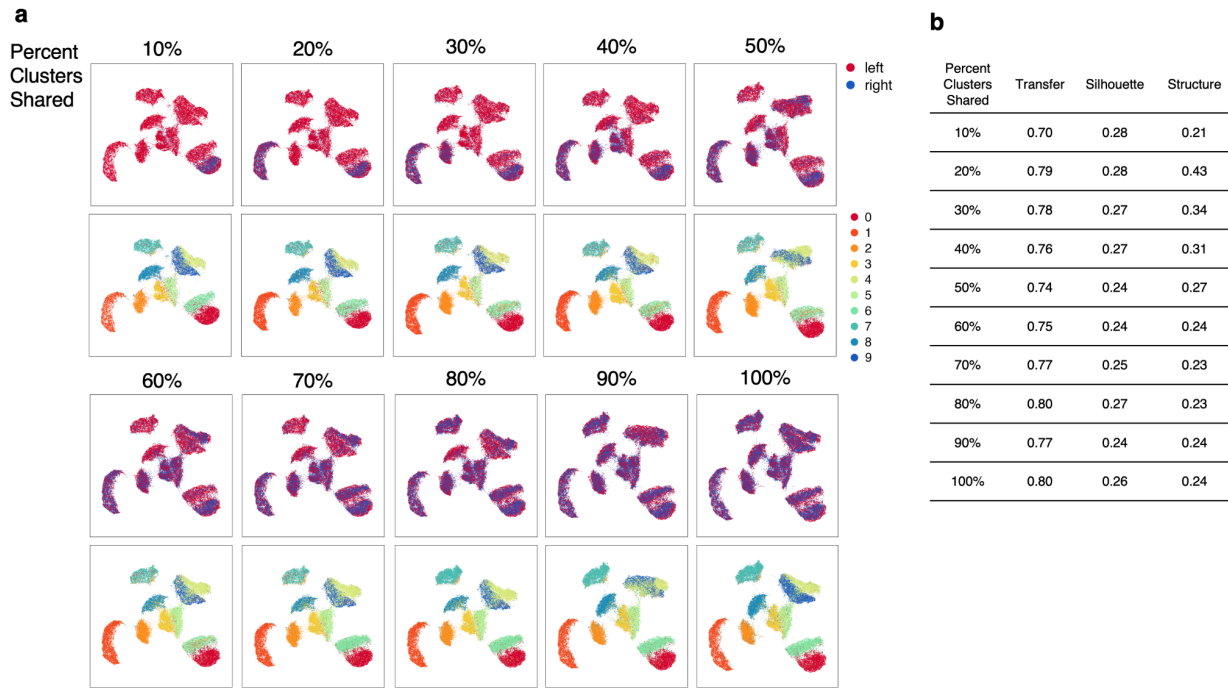 a
Percent
Clusters
Shared
10% 20% 30% 40% 50%
left
right
0
1
2
3
4
5
6
7
8
9
60% 70% 80% 90% 100%
b
Percent
Clusters
Shared Transfer Silhouette Structure
10% 0.70 0.28 0.21
20% 0.79 0.28 0.43
30% 0.78 0.27 0.34
40% 0.76 0.27 0.31
50% 0.74 0.24 0.27
60% 0.75 0.24 0.24
70% 0.77 0.25 0.23
80% 0.80 0.27 0.23
90% 0.77 0.24 0.24
100% 0.80 0.26 0.24